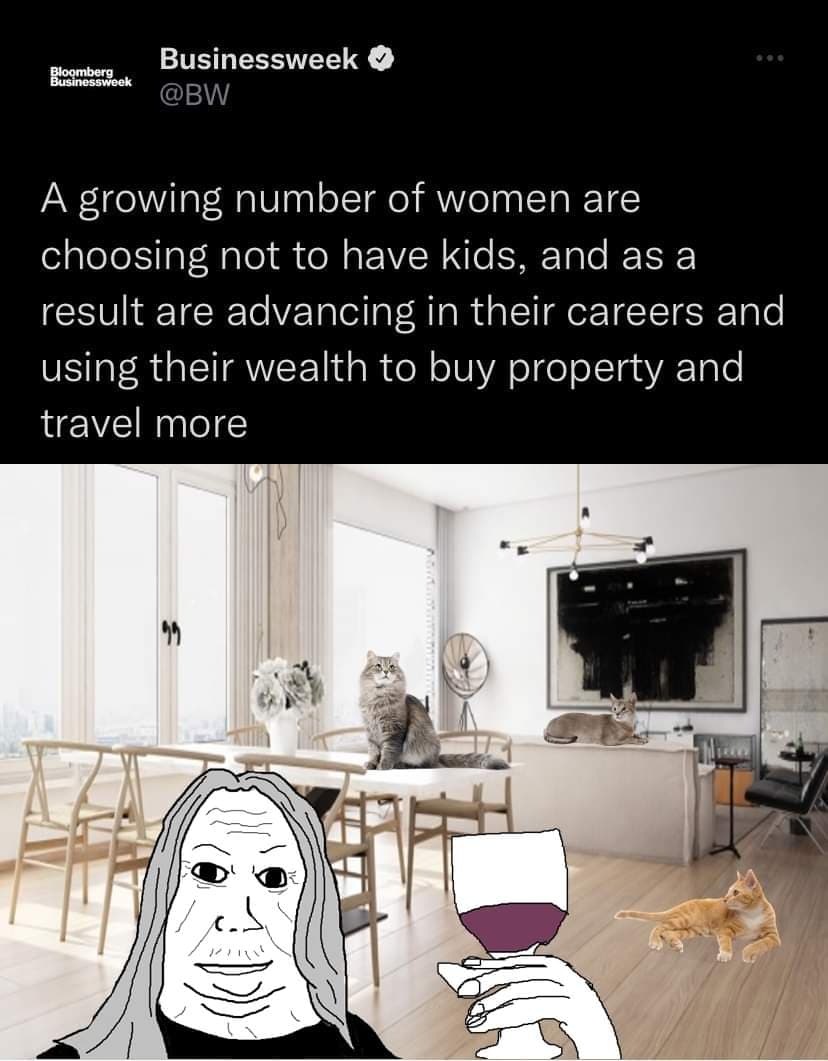 Bloomberg
Businessweek
Businessweek
@BW
A growing number of women are
choosing not to have kids, and as a
result are advancing in their careers and
using their wealth to buy property and
travel more